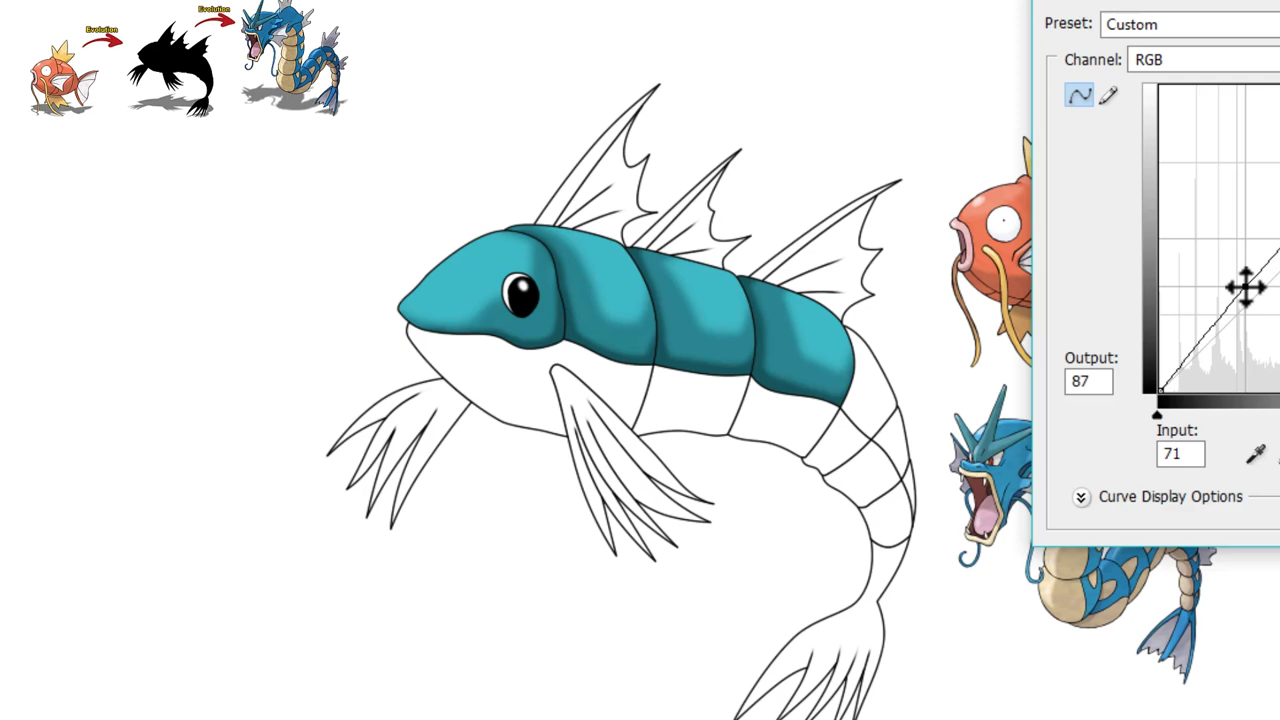 Evolution
Evolution
Preset: Custom
Channel: RGB
Output:
87
Input:
71
Curve Display Options